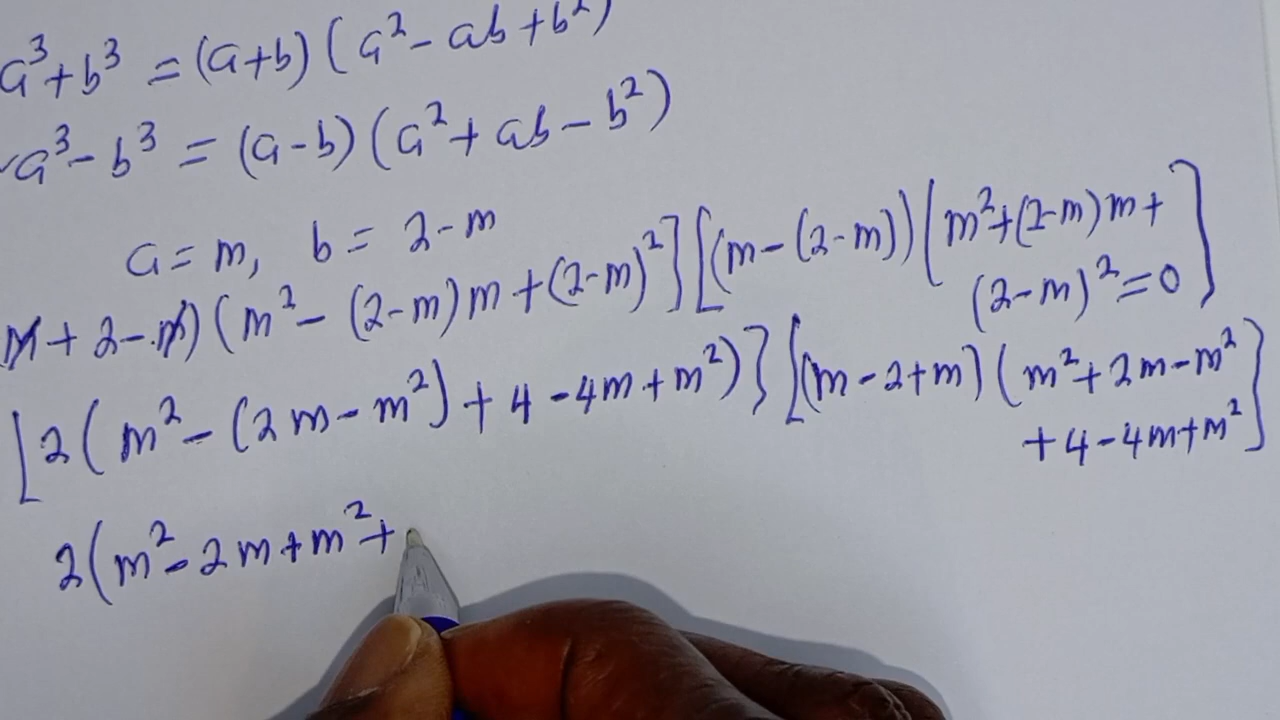 a³+b³ = (a+b)(a²-ab+b²)
a³-b³ = (a-b)(a²+ab-b²)
a=m, b=2-m
m+2-m)(m²-(2-m)m+(2-m)²][(m-(2-m))(m²+(2-m)m+
(2-m)²=0]
[2(m²-(2m-m²)+4-4m+m²)}[(m-2+m)(m²+2m-m²
+4-4m+m²]
2(m²-2m+m²+